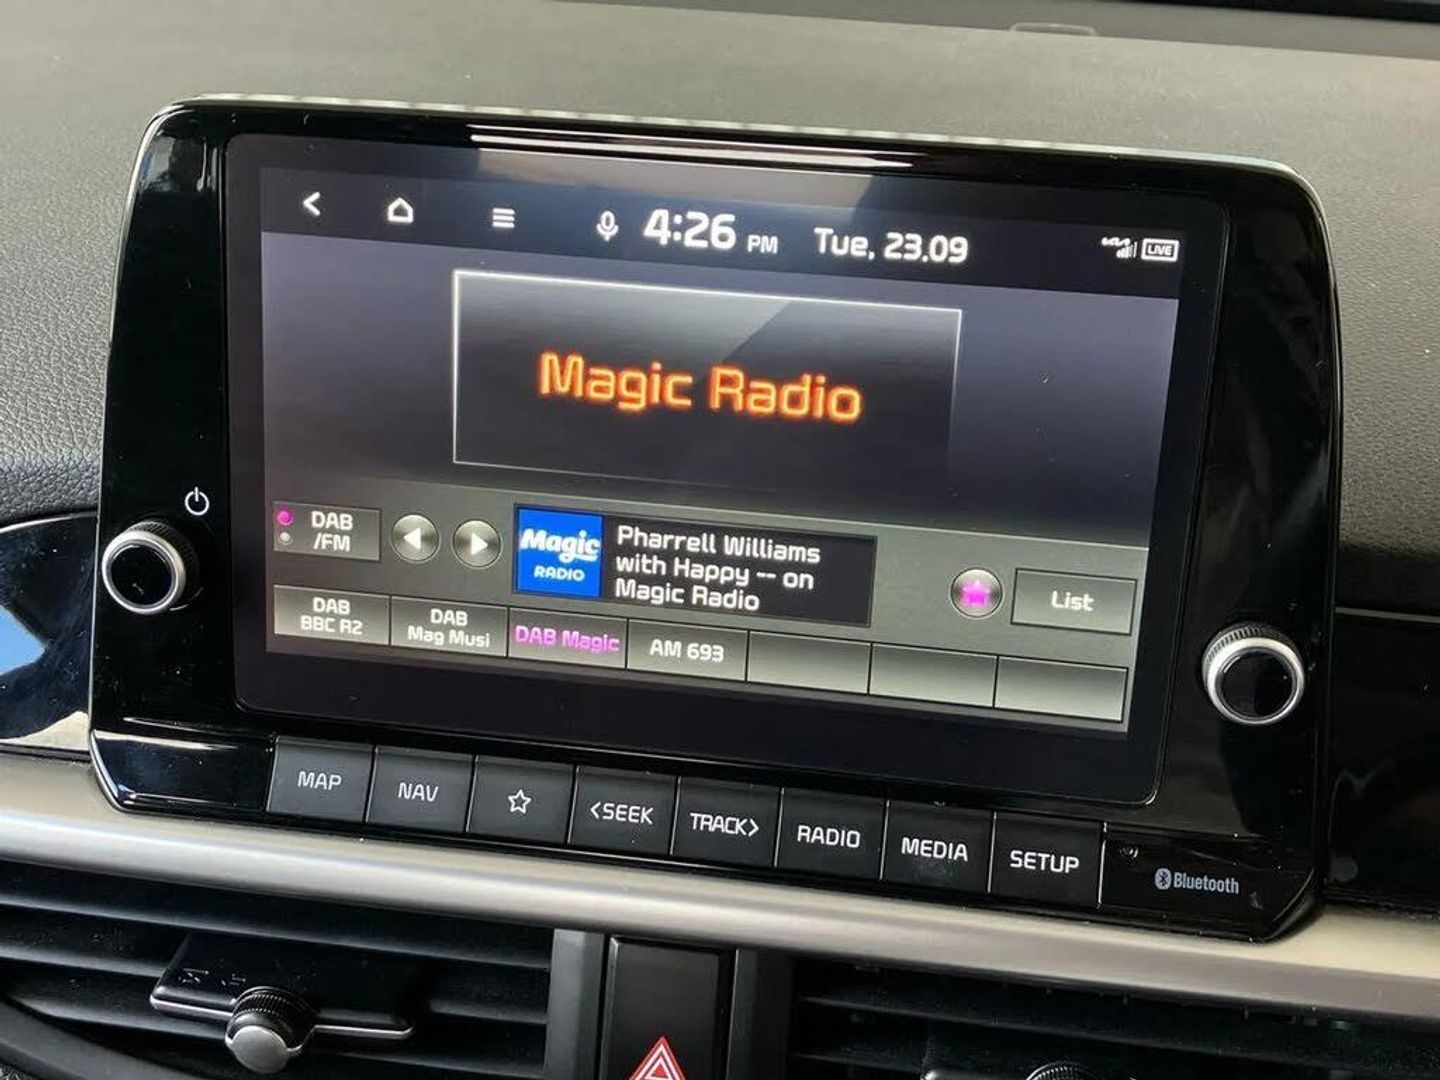 4:26 PM Tue, 23.09
LIVE
Magic Radio
DAB
/FM
Magic
RADIO
Pharrell Williams
with Happy -- on
Magic Radio
List
DAB
BBC R2
DAB
Mag Musi
DAB Magic
AM 693
MAP
NAV
<SEEK
TRACK>
RADIO
MEDIA
SETUP
Bluetooth